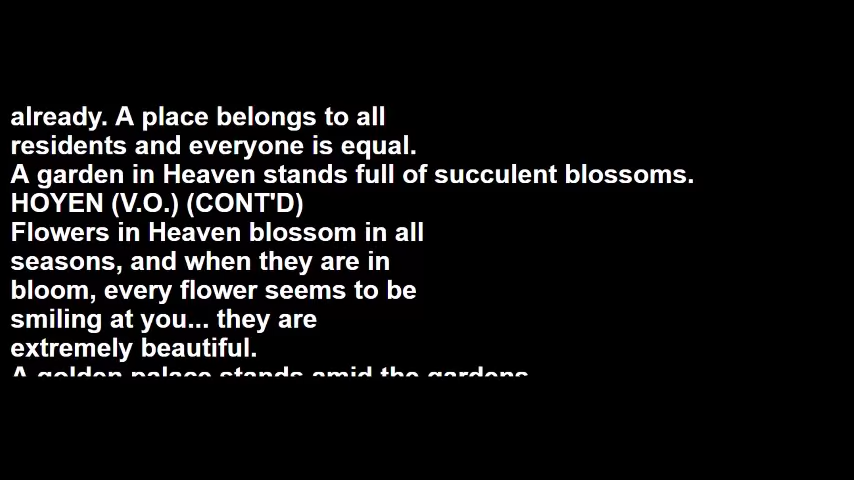 already. A place belongs to all
residents and everyone is equal.
A garden in Heaven stands full of succulent blossoms.
HOYEN (V.O.) (CONT'D)
Flowers in Heaven blossom in all
seasons, and when they are in
bloom, every flower seems to be
smiling at you... they are
extremely beautiful.
A golden palace stands amid the gardens